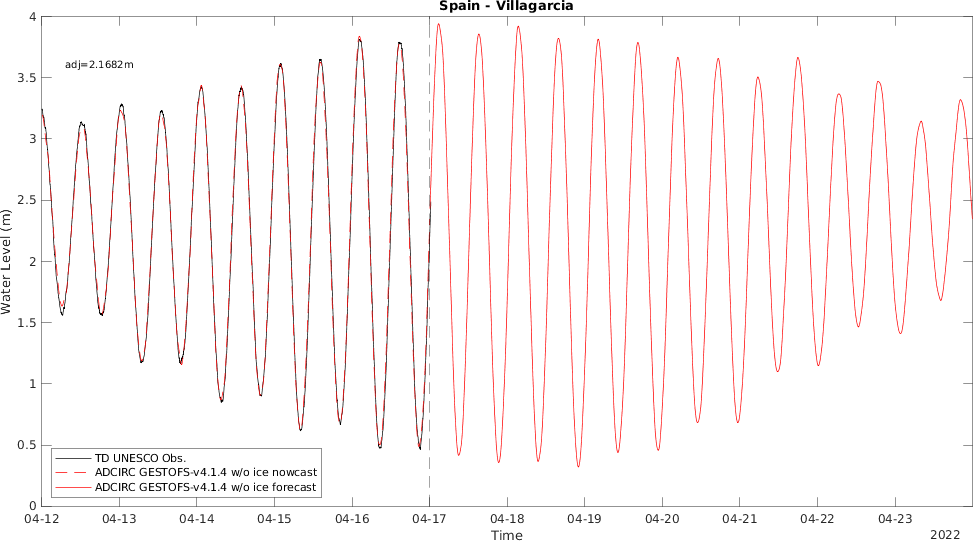 Spain - Villagarcia
adj=2.1682m
Water Level (m)
4
3.5
3
2.5
2
1.5
1
0.5
0
TD UNESCO Obs.
ADCIRC GESTOFS-v4.1.4 w/o ice nowcast
ADCIRC GESTOFS-v4.1.4 w/o ice forecast
04-12 04-13 04-14 04-15 04-16 04-17 04-18 04-19 04-20 04-21 04-22 04-23
Time
2022